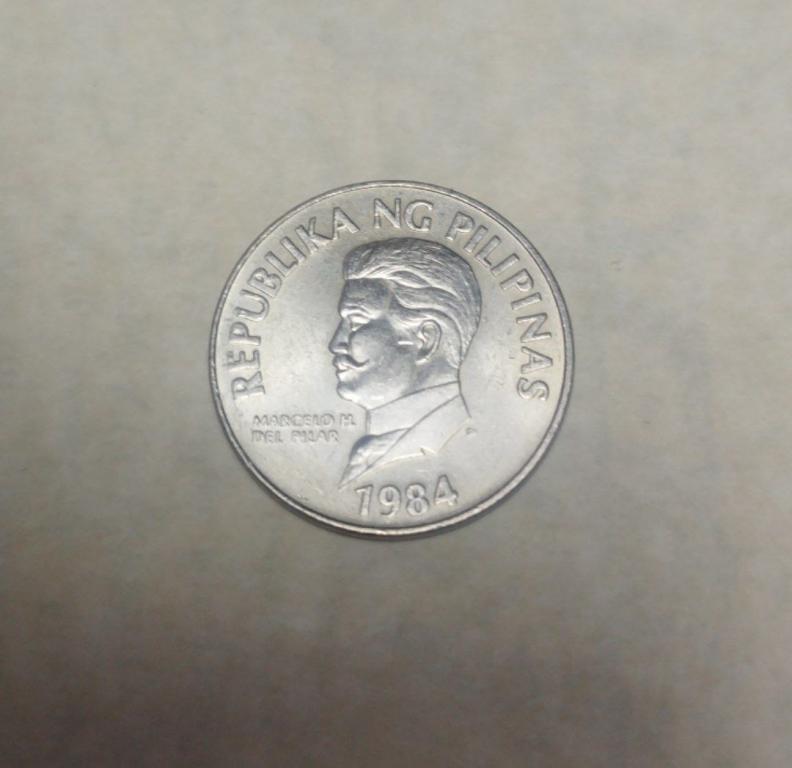 REPUBLIKA NG PILIPINAS
MARCELO H.
DEL PILAR
1984